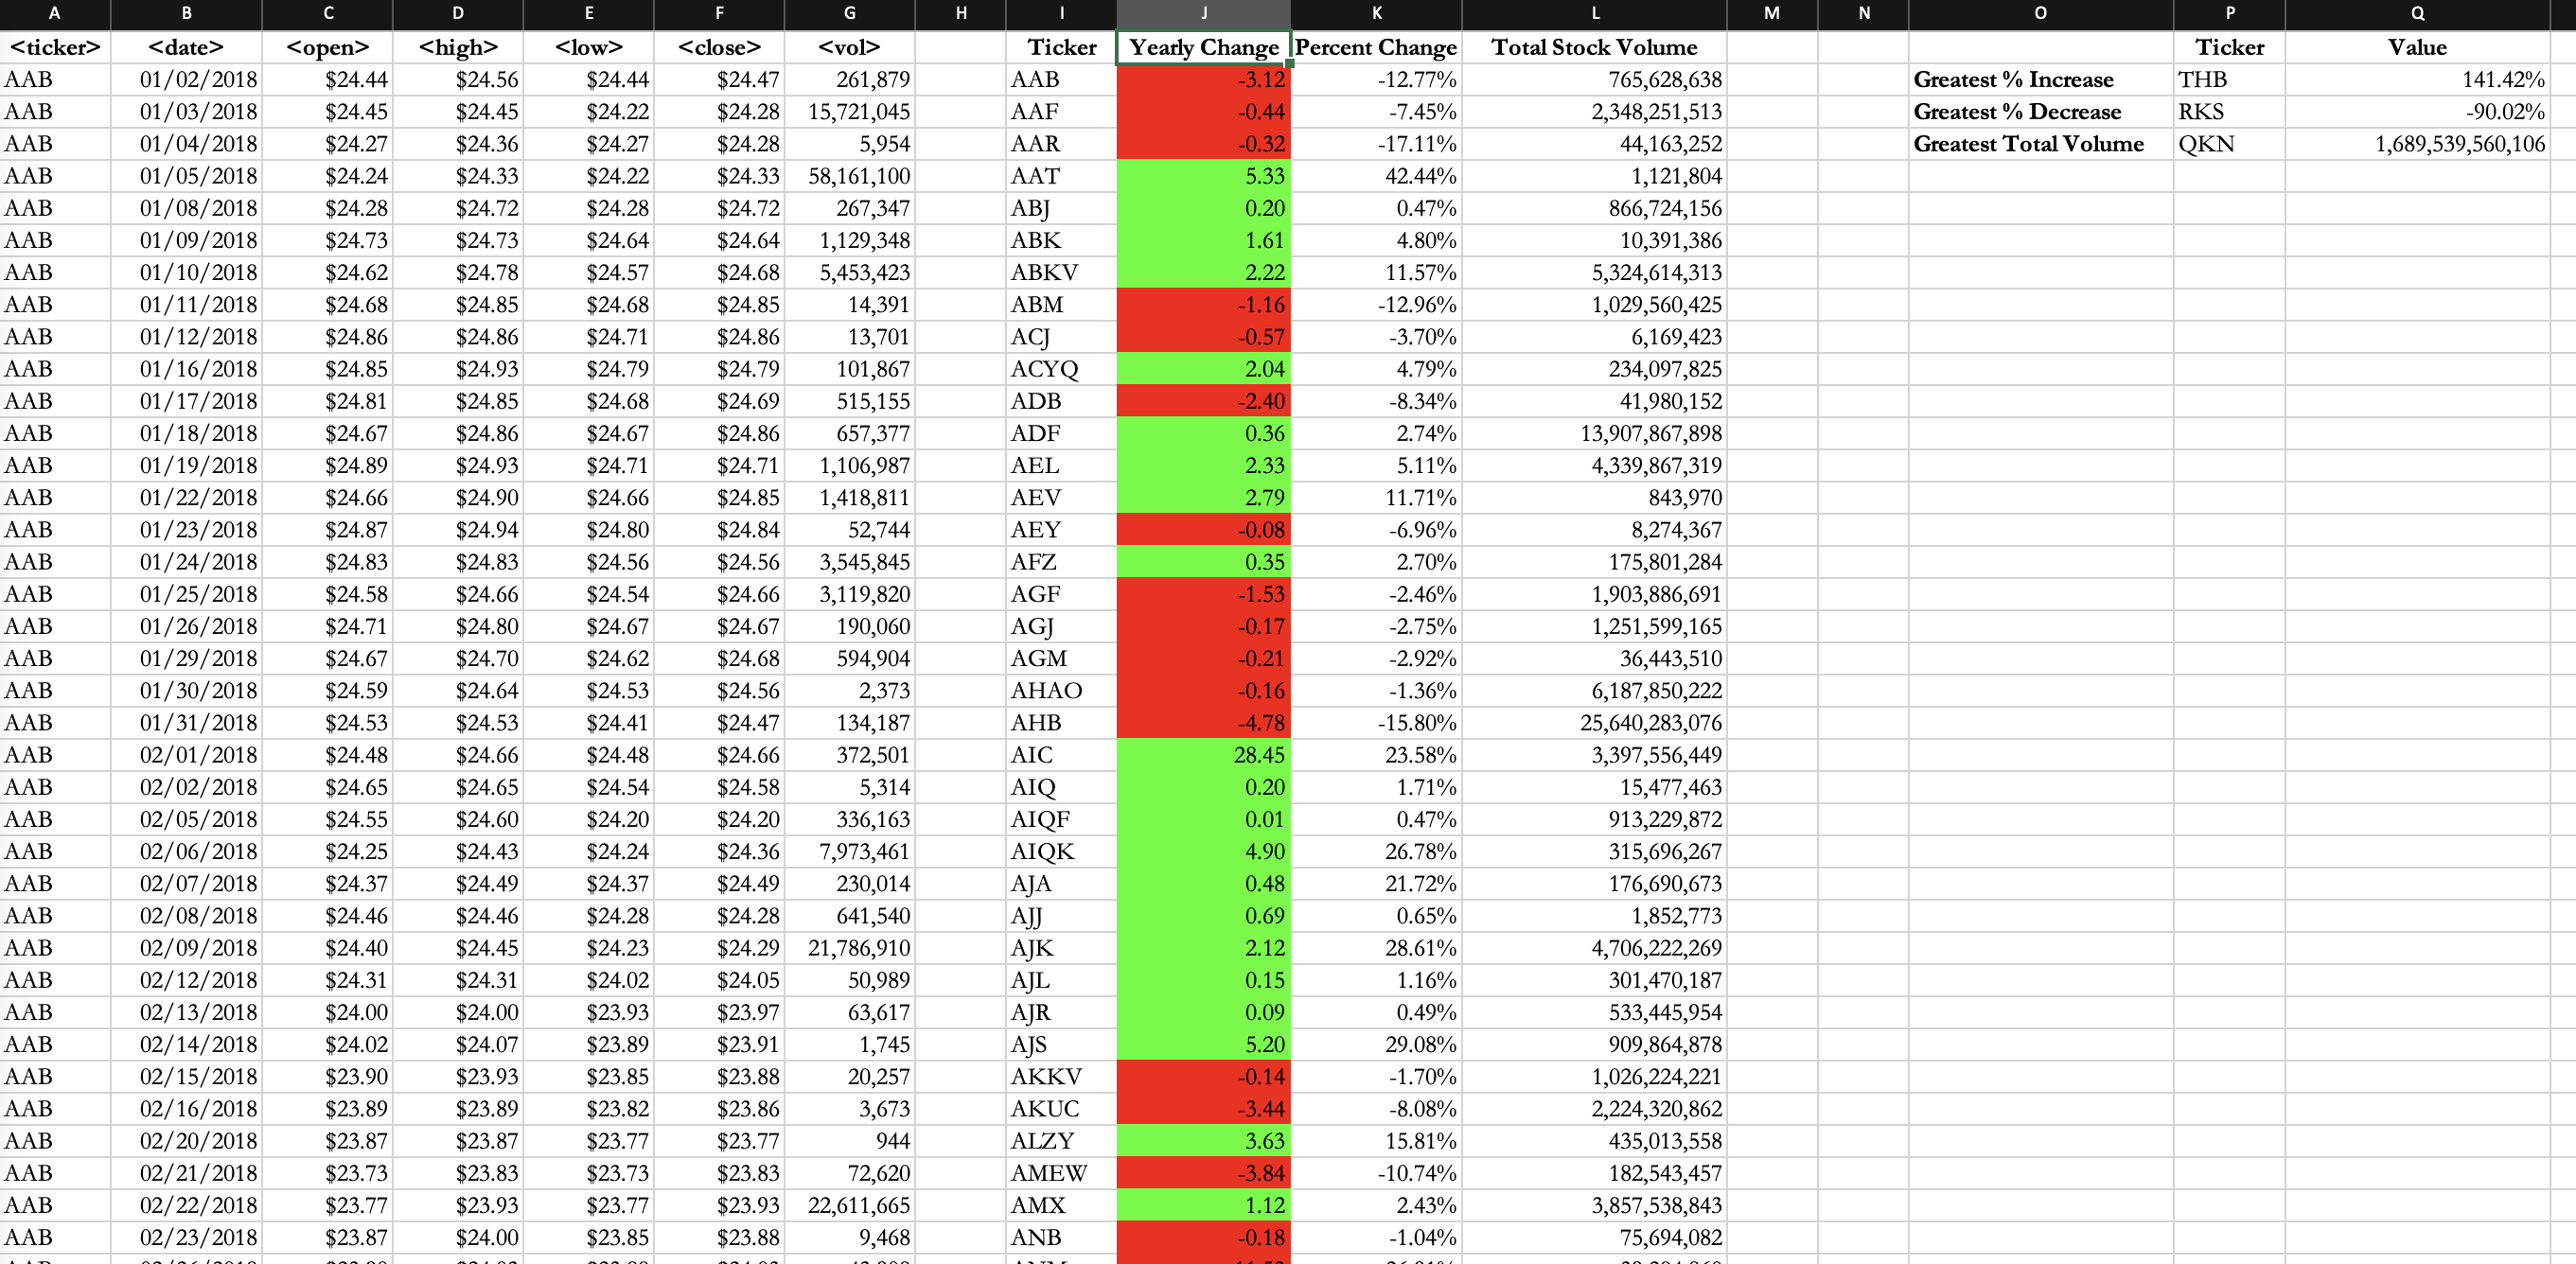 A B C D E F G H I J K L M N O P Q
<ticker> <date> <open> <high> <low> <close> <vol> Ticker Yearly Change Percent Change Total Stock Volume Ticker Value
AAB 01/02/2018 $24.44 $24.56 $24.44 $24.47 261,879 AAB -3.12 -12.77% 765,628,638 Greatest % Increase THB 141.42%
AAB 01/03/2018 $24.45 $24.45 $24.22 $24.28 15,721,045 AAF -0.44 -7.45% 2,348,251,513 Greatest % Decrease RKS -90.02%
AAB 01/04/2018 $24.27 $24.36 $24.27 $24.28 5,954 AAR -0.32 -17.11% 44,163,252 Greatest Total Volume QKN 1,689,539,560,106
AAB 01/05/2018 $24.24 $24.33 $24.22 $24.33 58,161,100 AAT 5.33 42.44% 1,121,804
AAB 01/08/2018 $24.28 $24.72 $24.28 $24.72 267,347 ABJ 0.20 0.47% 866,724,156
AAB 01/09/2018 $24.73 $24.73 $24.64 $24.64 1,129,348 ABK 1.61 4.80% 10,391,386
AAB 01/10/2018 $24.62 $24.78 $24.57 $24.68 5,453,423 ABKV 2.22 11.57% 5,324,614,313
AAB 01/11/2018 $24.68 $24.85 $24.68 $24.85 14,391 ABM -1.16 -12.96% 1,029,560,425
AAB 01/12/2018 $24.86 $24.86 $24.71 $24.86 13,701 ACJ -0.57 -3.70% 6,169,423
AAB 01/16/2018 $24.85 $24.93 $24.79 $24.79 101,867 ACYQ 2.04 4.79% 234,097,825
AAB 01/17/2018 $24.81 $24.85 $24.68 $24.69 515,155 ADB -2.40 -8.34% 41,980,152
AAB 01/18/2018 $24.67 $24.86 $24.67 $24.86 657,377 ADF 0.36 2.74% 13,907,867,898
AAB 01/19/2018 $24.89 $24.93 $24.71 $24.71 1,106,987 AEL 2.33 5.11% 4,339,867,319
AAB 01/22/2018 $24.66 $24.90 $24.66 $24.85 1,418,811 AEV 2.79 11.71% 843,970
AAB 01/23/2018 $24.87 $24.94 $24.80 $24.84 52,744 AEY -0.08 -6.96% 8,274,367
AAB 01/24/2018 $24.83 $24.83 $24.56 $24.56 3,545,845 AFZ 0.35 2.70% 175,801,284
AAB 01/25/2018 $24.58 $24.66 $24.54 $24.66 3,119,820 AGF -1.53 -2.46% 1,903,886,691
AAB 01/26/2018 $24.71 $24.80 $24.67 $24.67 190,060 AGJ -0.17 -2.75% 1,251,599,165
AAB 01/29/2018 $24.67 $24.70 $24.62 $24.68 594,904 AGM -0.21 -2.92% 36,443,510
AAB 01/30/2018 $24.59 $24.64 $24.53 $24.56 2,373 AHAO -0.16 -1.36% 6,187,850,222
AAB 01/31/2018 $24.53 $24.53 $24.41 $24.47 134,187 AHB -4.78 -15.80% 25,640,283,076
AAB 02/01/2018 $24.48 $24.66 $24.48 $24.66 372,501 AIC 28.45 23.58% 3,397,556,449
AAB 02/02/2018 $24.65 $24.65 $24.54 $24.58 5,314 AIQ 0.20 1.71% 15,477,463
AAB 02/05/2018 $24.55 $24.60 $24.20 $24.20 336,163 AIQF 0.01 0.47% 913,229,872
AAB 02/06/2018 $24.25 $24.43 $24.24 $24.36 7,973,461 AIQK 4.90 26.78% 315,696,267
AAB 02/07/2018 $24.37 $24.49 $24.37 $24.49 230,014 AJA 0.48 21.72% 176,690,673
AAB 02/08/2018 $24.46 $24.46 $24.28 $24.28 641,540 AJJ 0.69 0.65% 1,852,773
AAB 02/09/2018 $24.40 $24.45 $24.23 $24.29 21,786,910 AJK 2.12 28.61% 4,706,222,269
AAB 02/12/2018 $24.31 $24.31 $24.02 $24.05 50,989 AJL 0.15 1.16% 301,470,187
AAB 02/13/2018 $24.00 $24.00 $23.93 $23.97 63,617 AJR 0.09 0.49% 533,445,954
AAB 02/14/2018 $24.02 $24.07 $23.89 $23.91 1,745 AJS 5.20 29.08% 909,864,878
AAB 02/15/2018 $23.90 $23.93 $23.85 $23.88 20,257 AKKV -0.14 -1.70% 1,026,224,221
AAB 02/16/2018 $23.89 $23.89 $23.82 $23.86 3,673 AKUC -3.44 -8.08% 2,224,320,862
AAB 02/20/2018 $23.87 $23.87 $23.77 $23.77 944 ALZY 3.63 15.81% 435,013,558
AAB 02/21/2018 $23.73 $23.83 $23.73 $23.83 72,620 AMEW -3.84 -10.74% 182,543,457
AAB 02/22/2018 $23.77 $23.93 $23.77 $23.93 22,611,665 AMX 1.12 2.43% 3,857,538,843
AAB 02/23/2018 $23.87 $24.00 $23.85 $23.88 9,468 ANB -0.18 -1.04% 75,694,082